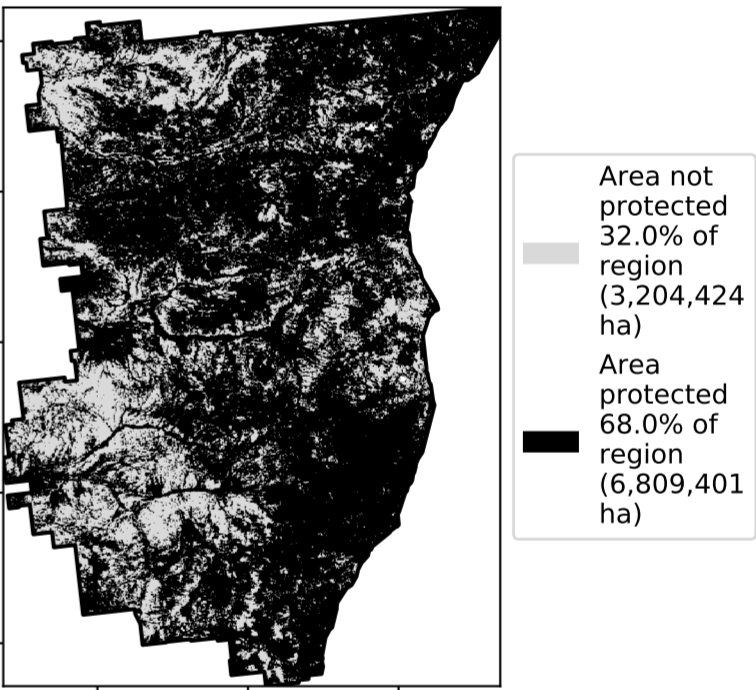 Area not
protected
32.0% of
region
(3,204,424
ha)
Area
protected
68.0% of
region
(6,809,401
ha)